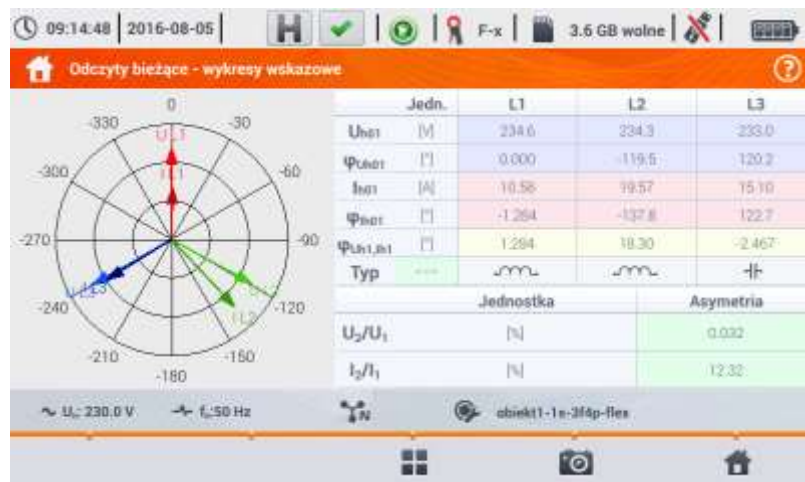 09:14:48 2016-08-05 H F-x 3.6 GB wolne
Odczyty bieżące - wykresy wskazowe ?
0
-330 -30
U L1
-300 I L1 -60
-270 -90
-240 -120
I L2
-210 -150
-180
Jedn. L1 L2 L3
Uh01 [V] 234.6 234.3 233.0
φUh01 [°] 0.000 -119.5 120.2
Ih01 [A] 10.58 19.57 15.10
φIh01 [°] -1.284 -137.8 122.7
φUh1,Ih1 [°] 1.284 18.30 -2.467
Typ ---
Jednostka Asymetria
U₂/U₁ [%] 0.032
I₂/I₁ [%] 12.32
Uₙ: 230.0 V fₙ:50 Hz N obiekt1-1n-3f4p-flex